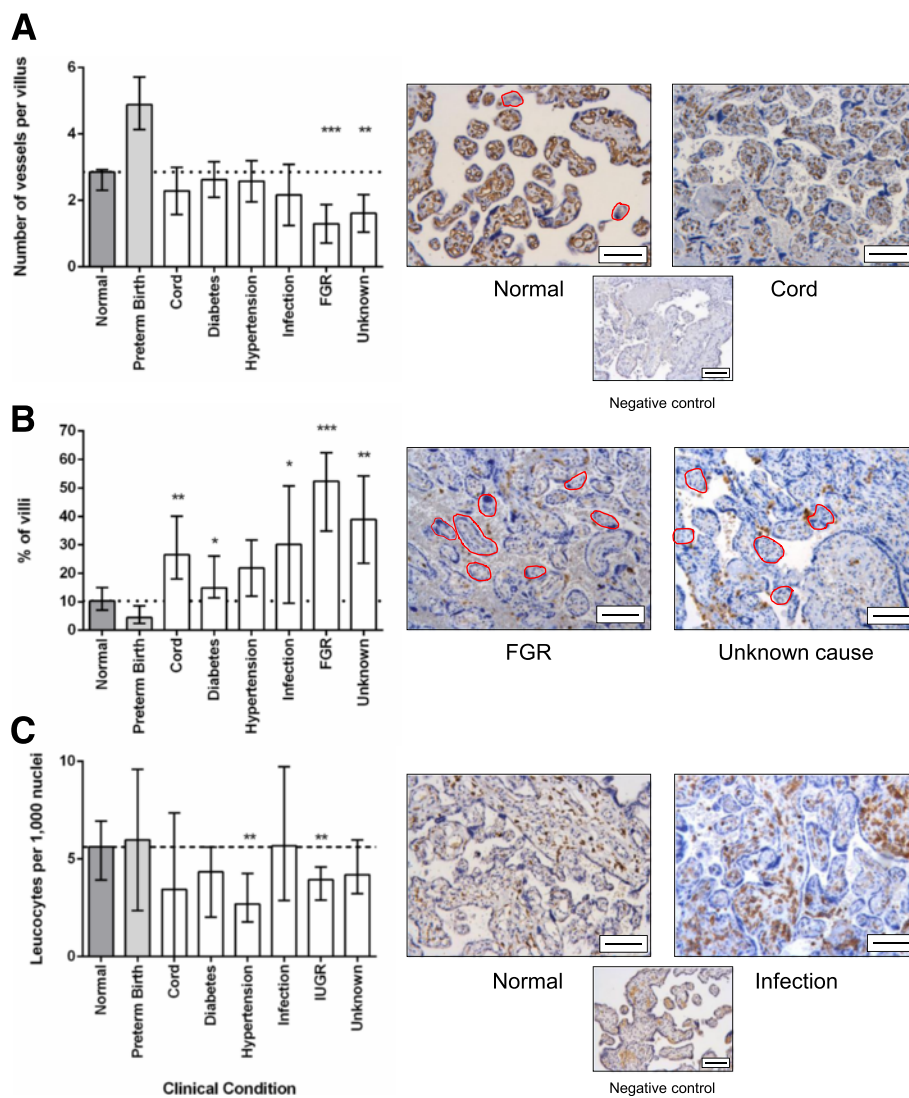 A
Number of vessels per villus
6
4
2
0
***
**
Normal
Preterm Birth
Cord
Diabetes
Hypertension
Infection
FGR
Unknown
Normal
Cord
Negative control
B
% of villi
70
60
50
40
30
20
10
0
**
*
*
***
**
Normal
Preterm Birth
Cord
Diabetes
Hypertension
Infection
FGR
Unknown
FGR
Unknown cause
C
Leucocytes per 1,000 nuclei
10
5
0
**
**
Normal
Preterm Birth
Cord
Diabetes
Hypertension
Infection
IUGR
Unknown
Clinical Condition
Normal
Infection
Negative control